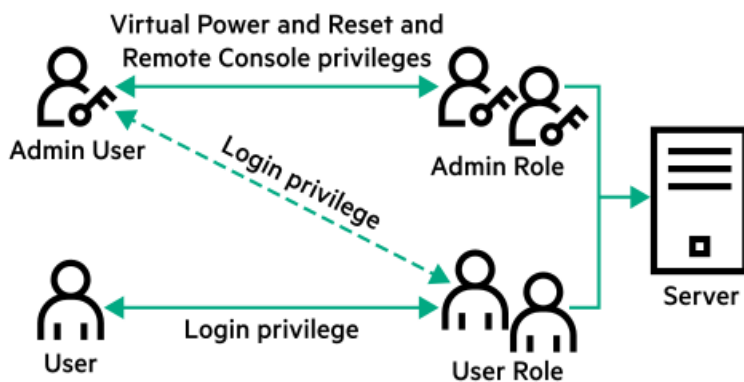 Virtual Power and Reset and
Remote Console privileges
Admin User
Admin Role
Login privilege
Server
Login privilege
User
User Role